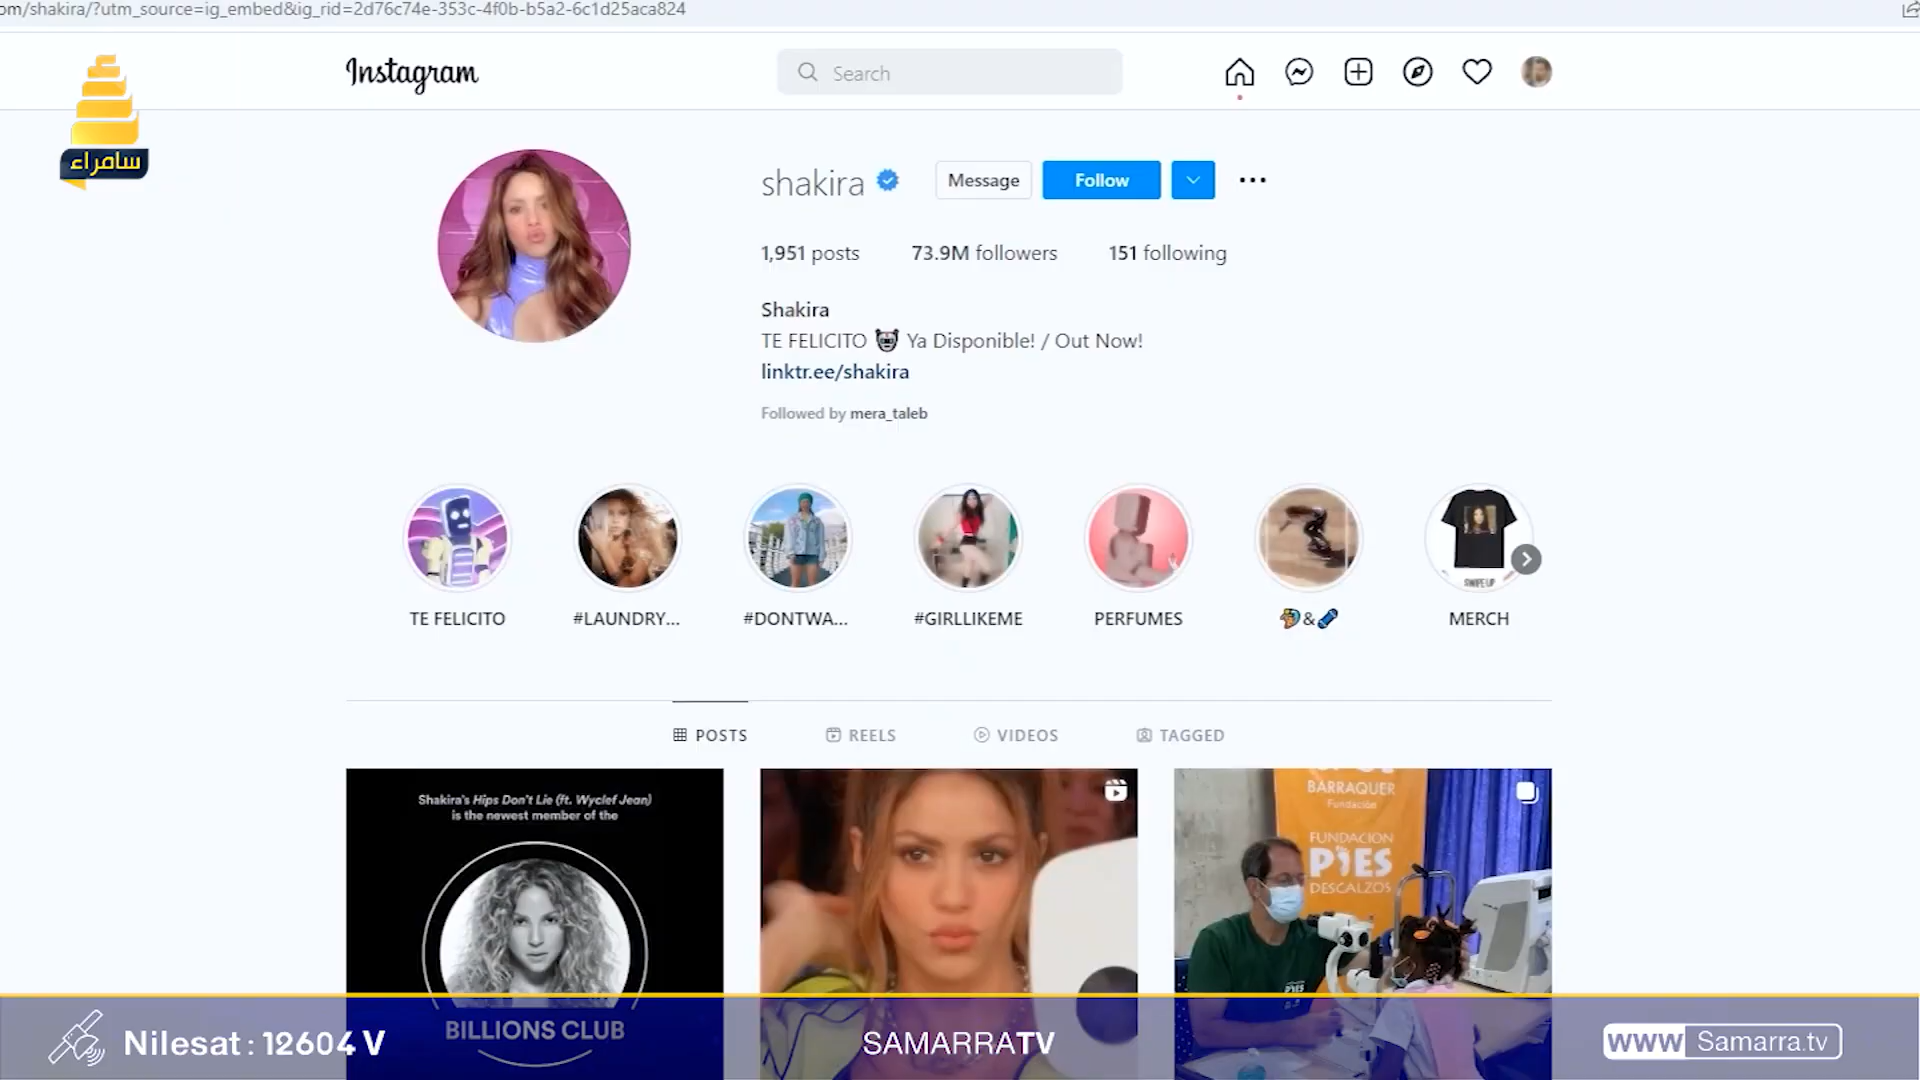 om/shakira/?utm_source=ig_embed&ig_rid=2d76c74e-353c-4f0b-b5a2-6c1d25aca824
Instagram
Search
سامراء
shakira
Message
Follow
1,951 posts
73.9M followers
151 following
Shakira
TE FELICITO Ya Disponible! / Out Now!
linktr.ee/shakira
Followed by mera_taleb
SWIPE UP
TE FELICITO
#LAUNDRY...
#DONTWA...
#GIRLLIKEME
PERFUMES
&
MERCH
POSTS
REELS
VIDEOS
TAGGED
Shakira's Hips Don't Lie (ft. Wyclef Jean)
is the newest member of the
BILLIONS CLUB
BARRAQUER
Fundación
FUNDACION
PIES
DESCALZOS
Nilesat : 12604 V
SAMARRATV
www Samarra.tv